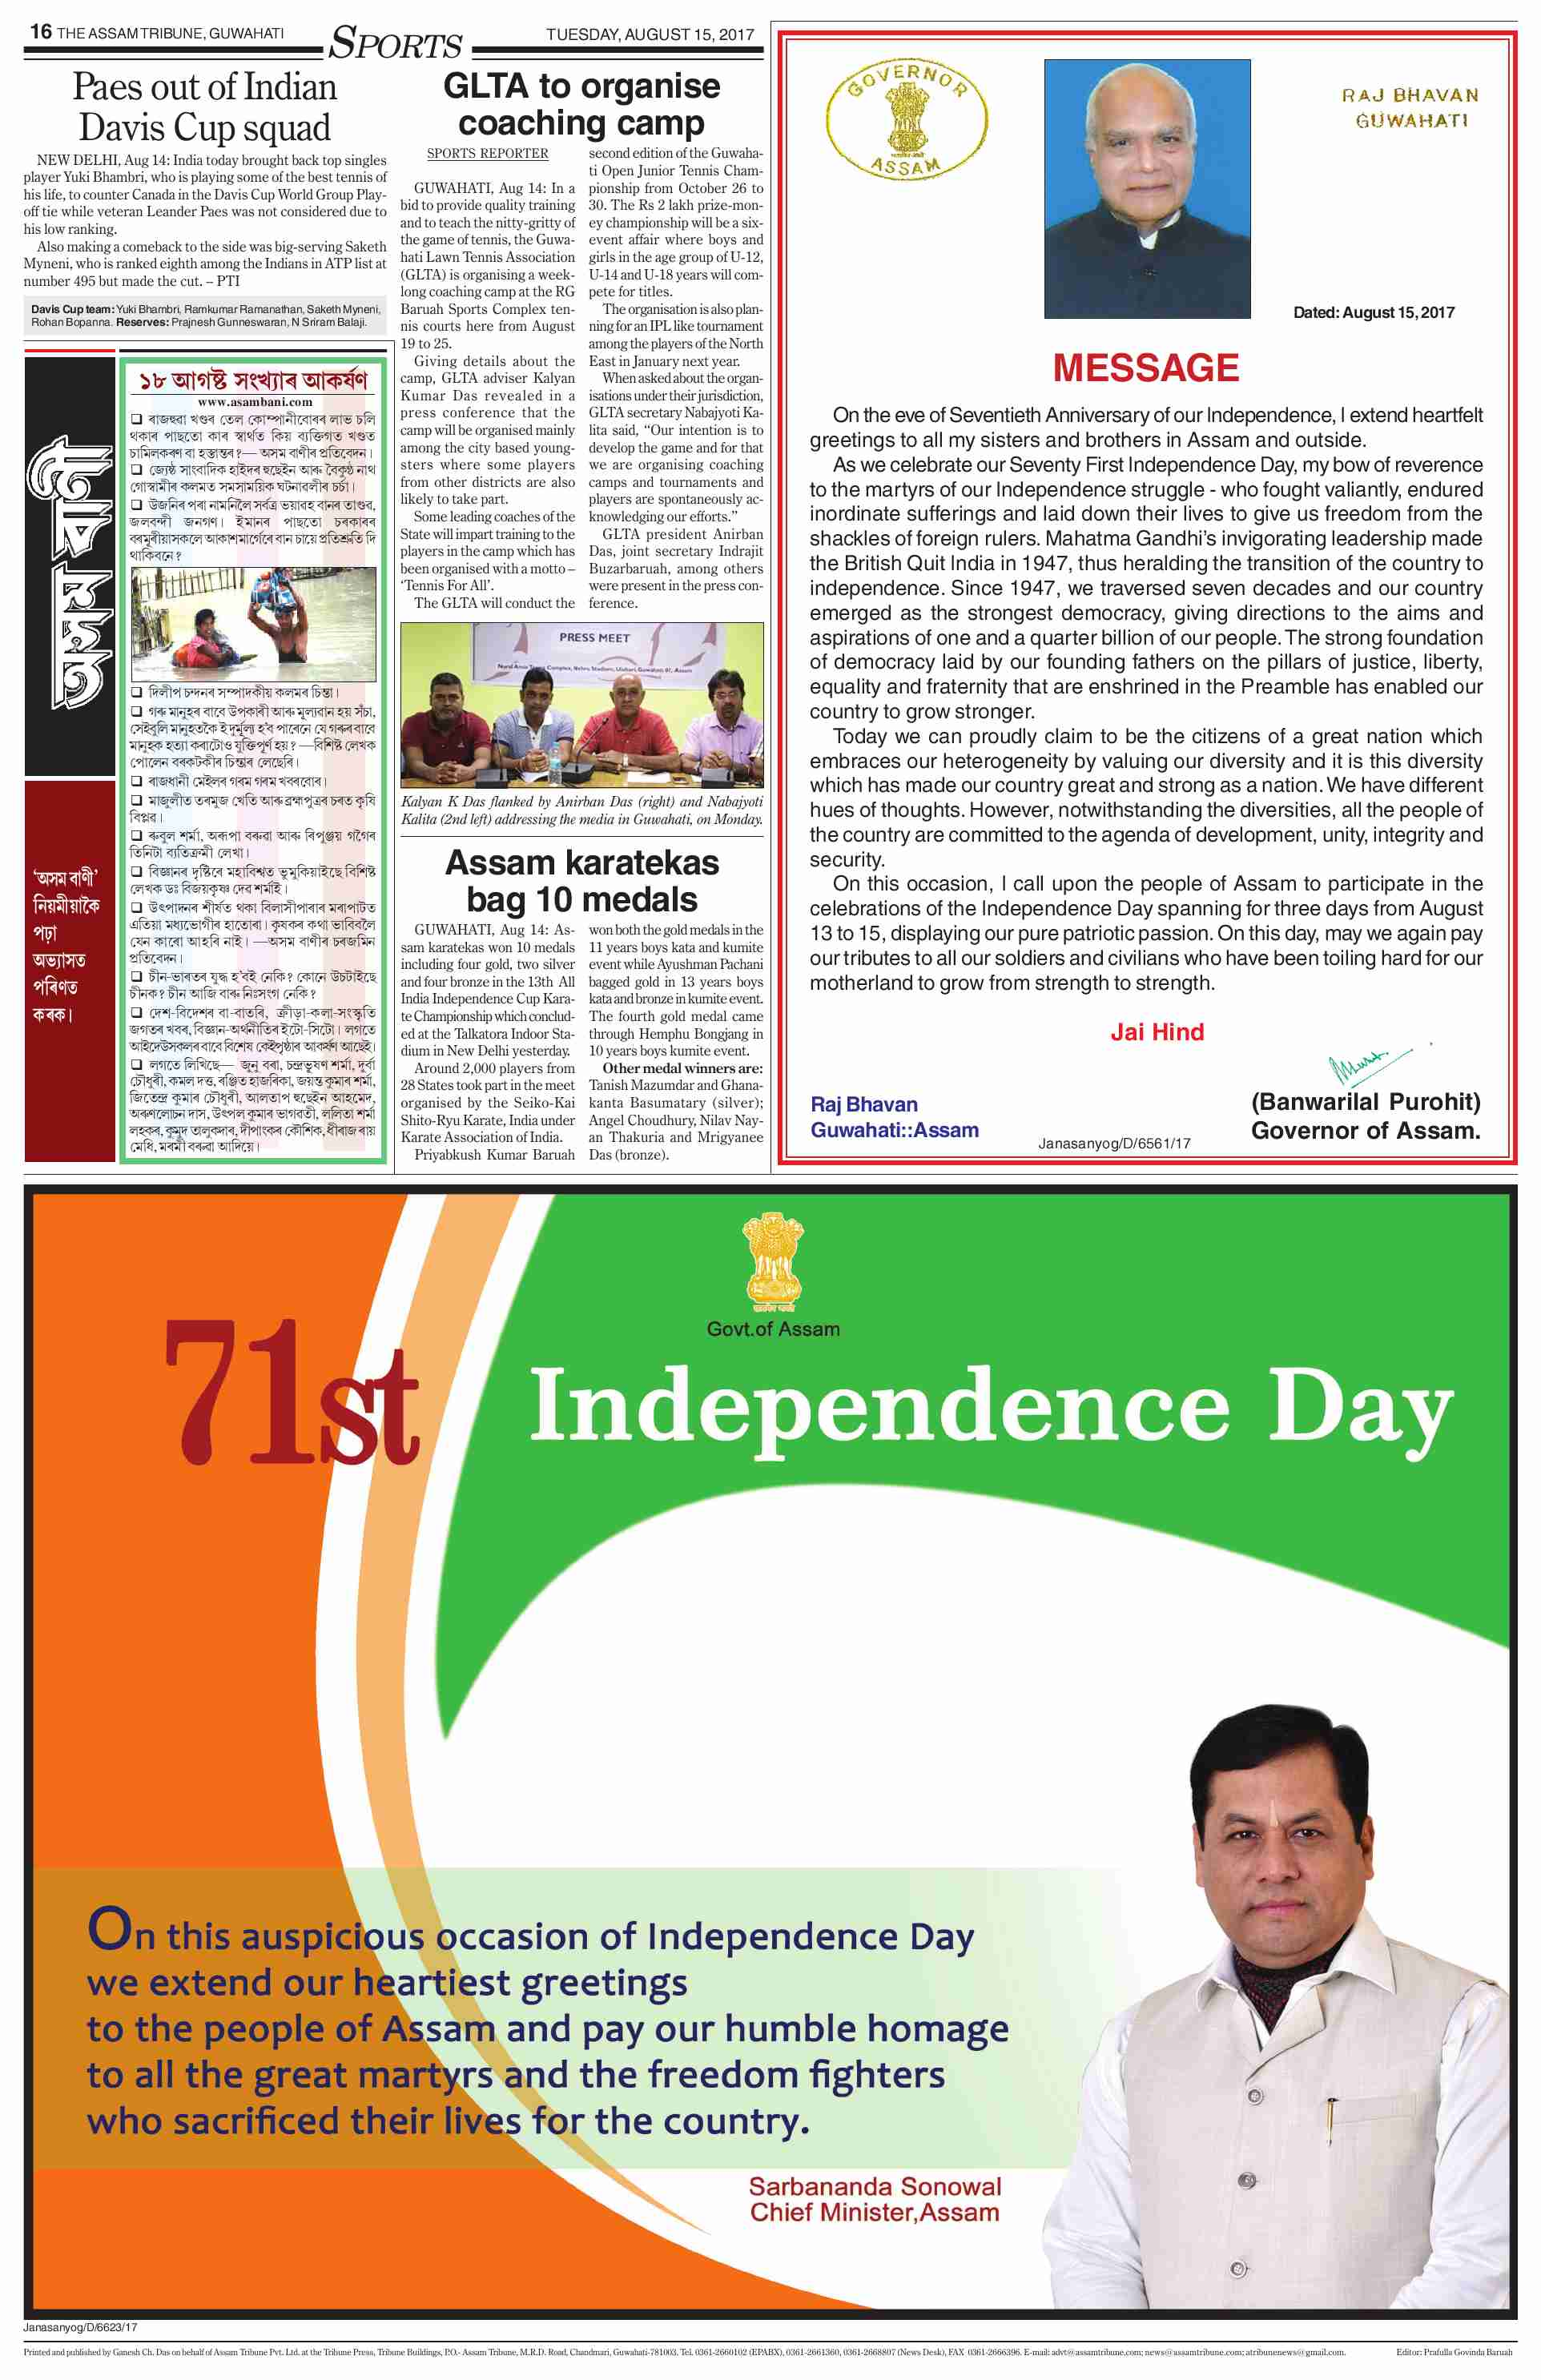 16 THE ASSAM TRIBUNE, GUWAHATI
SPORTS
TUESDAY, AUGUST 15, 2017
Paes out of Indian
Davis Cup squad
NEW DELHI, Aug 14: India today brought back top singles
player Yuki Bhambri, who is playing some of the best tennis of
his life, to counter Canada in the Davis Cup World Group Play-
off tie while veteran Leander Paes was not considered due to
his low ranking.
Also making a comeback to the side was big-serving Saketh
Myneni, who is ranked eighth among the Indians in ATP list at
number 495 but made the cut. – PTI
Davis Cup team: Yuki Bhambri, Ramkumar Ramanathan, Saketh Myneni,
Rohan Bopanna. Reserves: Prajnesh Gunneswaran, N Sriram Balaji.
অসম বাণী
‘অসম বাণী’
নিয়মীয়াকৈ
পঢ়া
অভ্যাসত
পৰিণত
কৰক।
১৮ আগষ্ট সংখ্যাৰ আকৰ্ষণ
www.asambani.com
❑ ৰাজহুৱা খণ্ডৰ তেল কোম্পানীবোৰৰ লাভ চলি
থকাৰ পাছতো কাৰ স্বাৰ্থত কিয় ব্যক্তিগত খণ্ডত
চামিলকৰণ বা হস্তান্তৰ?— অসম বাণীৰ প্ৰতিবেদন।
❑ জ্যেষ্ঠ সাংবাদিক হাইদৰ হুছেইন আৰু বৈকুণ্ঠ নাথ
গোস্বামীৰ কলমত সমসাময়িক ঘটনাৱলীৰ চৰ্চা।
❑ উজনিৰ পৰা নামনিলৈ সৰ্বত্ৰ ভয়াৱহ বানৰ তাণ্ডৱ,
জলবন্দী জনগণ। ইমানৰ পাছতো চৰকাৰৰ
বৰমূৰীয়াসকলে আকাশমাৰ্গেৰে বান চায়ে প্ৰতিশ্ৰুতি দি
থাকিবনে?
❑ দিলীপ চন্দনৰ সম্পাদকীয় কলমৰ চিন্তা।
❑ গৰু মানুহৰ বাবে উপকাৰী আৰু মূল্যৱান হয় সঁচা,
সেইবুলি মানুহতকৈ ই দুৰ্মূল্য হ’ব পাৰেনে যে গৰুৰ বাবে
মানুহক হত্যা কৰাটোও যুক্তিপূৰ্ণ হয়? —বিশিষ্ট লেখক
পোলেন বৰকটকীৰ চিন্তাৰ লেছেৰি।
❑ ৰাজধানী মেইলৰ গৰম গৰম খবৰবোৰ।
❑ মাজুলীত তৰমুজ খেতি আৰু ব্ৰহ্মপুত্ৰৰ চৰত কৃষি
বিপ্লৱ।
❑ ৰুবুল শৰ্মা, অৰূপা বৰুৱা আৰু ৰিপুঞ্জয় গগৈৰ
তিনিটা ব্যতিক্ৰমী লেখা।
❑ বিজ্ঞানৰ দৃষ্টিৰে মহাবিশ্বত ভুমুকিয়াইছে বিশিষ্ট
লেখক ডঃ বিজয়কৃষ্ণ দেৱ শৰ্মাই।
❑ উৎপাদনৰ শীৰ্ষত থকা বিলাসীপাৰাৰ মৰাপাটত
এতিয়া মধ্যভোগীৰ হাতোৰা। কৃষকৰ কথা ভাবিবলৈ
যেন কাৰো আহৰি নাই। —অসম বাণীৰ চৰজমিন
প্ৰতিবেদন।
❑ চীন-ভাৰতৰ যুদ্ধ হ’বই নেকি? কোনে উচটাইছে
চীনক? চীন আজি বাৰু নিঃসংগ নেকি?
❑ দেশ-বিদেশৰ বা-বাতৰি, ক্ৰীড়া-কলা-সংস্কৃতি
জগতৰ খবৰ, বিজ্ঞান-অৰ্থনীতিৰ ইটো-সিটো। লগতে
আইদেউসকলৰ বাবে বিশেষ কেইপৃষ্ঠাৰ আকৰ্ষণ আছেই।
❑ লগতে লিখিছে— জুনু বৰা, চন্দ্ৰভূষণ শৰ্মা, দুৰ্বা
চৌধুৰী, কমল দত্ত, ৰঞ্জিত হাজৰিকা, জয়ন্ত কুমাৰ শৰ্মা,
জিতেন্দ্ৰ কুমাৰ চৌধুৰী, আলতাপ হুছেইন আহমেদ,
অৰুণলোচন দাস, উৎপল কুমাৰ ভাগৱতী, ললিতা শৰ্মা
লহকৰ, কুমুদ তালুকদাৰ, দীপাংকৰ কৌশিক, ধীৰাজ ৰায়
মেধি, মৰমী বৰুৱা আদিয়ে।
GLTA to organise
coaching camp
SPORTS REPORTER
GUWAHATI, Aug 14: In a
bid to provide quality training
and to teach the nitty-gritty of
the game of tennis, the Guwa-
hati Lawn Tennis Association
(GLTA) is organising a week-
long coaching camp at the RG
Baruah Sports Complex ten-
nis courts here from August
19 to 25.
Giving details about the
camp, GLTA adviser Kalyan
Kumar Das revealed in a
press conference that the
camp will be organised mainly
among the city based young-
sters where some players
from other districts are also
likely to take part.
Some leading coaches of the
State will impart training to the
players in the camp which has
been organised with a motto –
‘Tennis For All’.
The GLTA will conduct the
second edition of the Guwaha-
ti Open Junior Tennis Cham-
pionship from October 26 to
30. The Rs 2 lakh prize-mon-
ey championship will be a six-
event affair where boys and
girls in the age group of U-12,
U-14 and U-18 years will com-
pete for titles.
The organisation is also plan-
ning for an IPL like tournament
among the players of the North
East in January next year.
When asked about the organ-
isations under their jurisdiction,
GLTA secretary Nabajyoti Ka-
lita said, “Our intention is to
develop the game and for that
we are organising coaching
camps and tournaments and
players are spontaneously ac-
knowledging our efforts.”
GLTA president Anirban
Das, joint secretary Indrajit
Buzarbaruah, among others
were present in the press con-
ference.
PRESS MEET
Kalyan K Das flanked by Anirban Das (right) and Nabajyoti
Kalita (2nd left) addressing the media in Guwahati, on Monday.
Assam karatekas
bag 10 medals
GUWAHATI, Aug 14: As-
sam karatekas won 10 medals
including four gold, two silver
and four bronze in the 13th All
India Independence Cup Kara-
te Championship which conclud-
ed at the Talkatora Indoor Sta-
dium in New Delhi yesterday.
Around 2,000 players from
28 States took part in the meet
organised by the Seiko-Kai
Shito-Ryu Karate, India under
Karate Association of India.
Priyabkush Kumar Baruah
won both the gold medals in the
11 years boys kata and kumite
event while Ayushman Pachani
bagged gold in 13 years boys
kata and bronze in kumite event.
The fourth gold medal came
through Hemphu Bongjang in
10 years boys kumite event.
Other medal winners are:
Tanish Mazumdar and Ghana-
kanta Basumatary (silver);
Angel Choudhury, Nilav Nay-
an Thakuria and Mrigyanee
Das (bronze).
GOVERNOR
ASSAM
RAJ BHAVAN
GUWAHATI
Dated: August 15, 2017
MESSAGE
On the eve of Seventieth Anniversary of our Independence, I extend heartfelt
greetings to all my sisters and brothers in Assam and outside.
As we celebrate our Seventy First Independence Day, my bow of reverence
to the martyrs of our Independence struggle - who fought valiantly, endured
inordinate sufferings and laid down their lives to give us freedom from the
shackles of foreign rulers. Mahatma Gandhi’s invigorating leadership made
the British Quit India in 1947, thus heralding the transition of the country to
independence. Since 1947, we traversed seven decades and our country
emerged as the strongest democracy, giving directions to the aims and
aspirations of one and a quarter billion of our people. The strong foundation
of democracy laid by our founding fathers on the pillars of justice, liberty,
equality and fraternity that are enshrined in the Preamble has enabled our
country to grow stronger.
Today we can proudly claim to be the citizens of a great nation which
embraces our heterogeneity by valuing our diversity and it is this diversity
which has made our country great and strong as a nation. We have different
hues of thoughts. However, notwithstanding the diversities, all the people of
the country are committed to the agenda of development, unity, integrity and
security.
On this occasion, I call upon the people of Assam to participate in the
celebrations of the Independence Day spanning for three days from August
13 to 15, displaying our pure patriotic passion. On this day, may we again pay
our tributes to all our soldiers and civilians who have been toiling hard for our
motherland to grow from strength to strength.
Jai Hind
Raj Bhavan
Guwahati::Assam
Janasanyog/D/6561/17
(Banwarilal Purohit)
Governor of Assam.
Govt.of Assam
71st Independence Day
On this auspicious occasion of Independence Day
we extend our heartiest greetings
to the people of Assam and pay our humble homage
to all the great martyrs and the freedom fighters
who sacrificed their lives for the country.
Sarbananda Sonowal
Chief Minister,Assam
Janasanyog/D/6623/17
Printed and published by Ganesh Ch. Das on behalf of Assam Tribune Pvt. Ltd. at the Tribune Press, Tribune Buildings, P.O.- Assam Tribune, M.R.D. Road, Chandmari, Guwahati-781003. Tel. 0361-2660102 (EPABX), 0361-2661360, 0361-2668807 (News Desk), FAX 0361-2666396. E-mail: advt@assamtribune.com; news@assamtribune.com; atribunenews@gmail.com. Editor: Prafulla Govinda Baruah